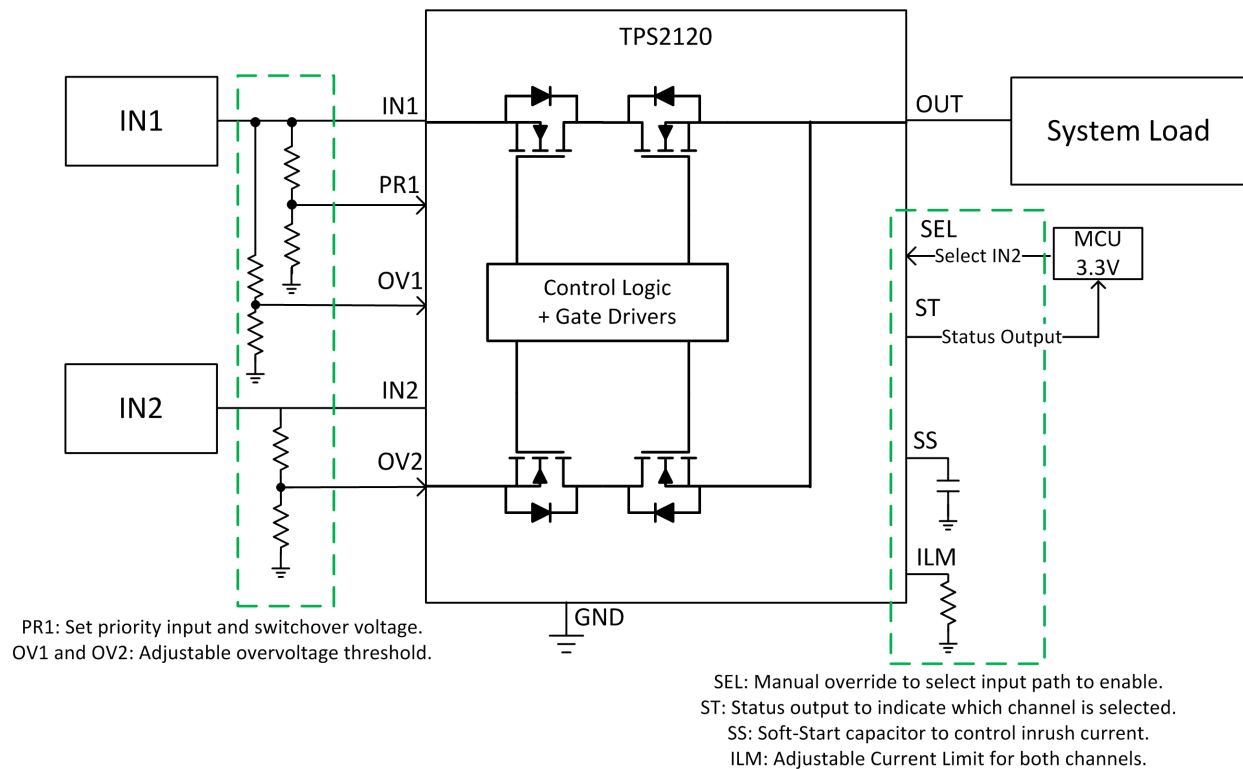 TPS2120
IN1
IN1
OUT
System Load
PR1
SEL
Select IN2
MCU
3.3V
OV1
Control Logic
+ Gate Drivers
ST
Status Output
IN2
IN2
OV2
SS
ILM
GND
PR1: Set priority input and switchover voltage.
OV1 and OV2: Adjustable overvoltage threshold.
SEL: Manual override to select input path to enable.
ST: Status output to indicate which channel is selected.
SS: Soft-Start capacitor to control inrush current.
ILM: Adjustable Current Limit for both channels.